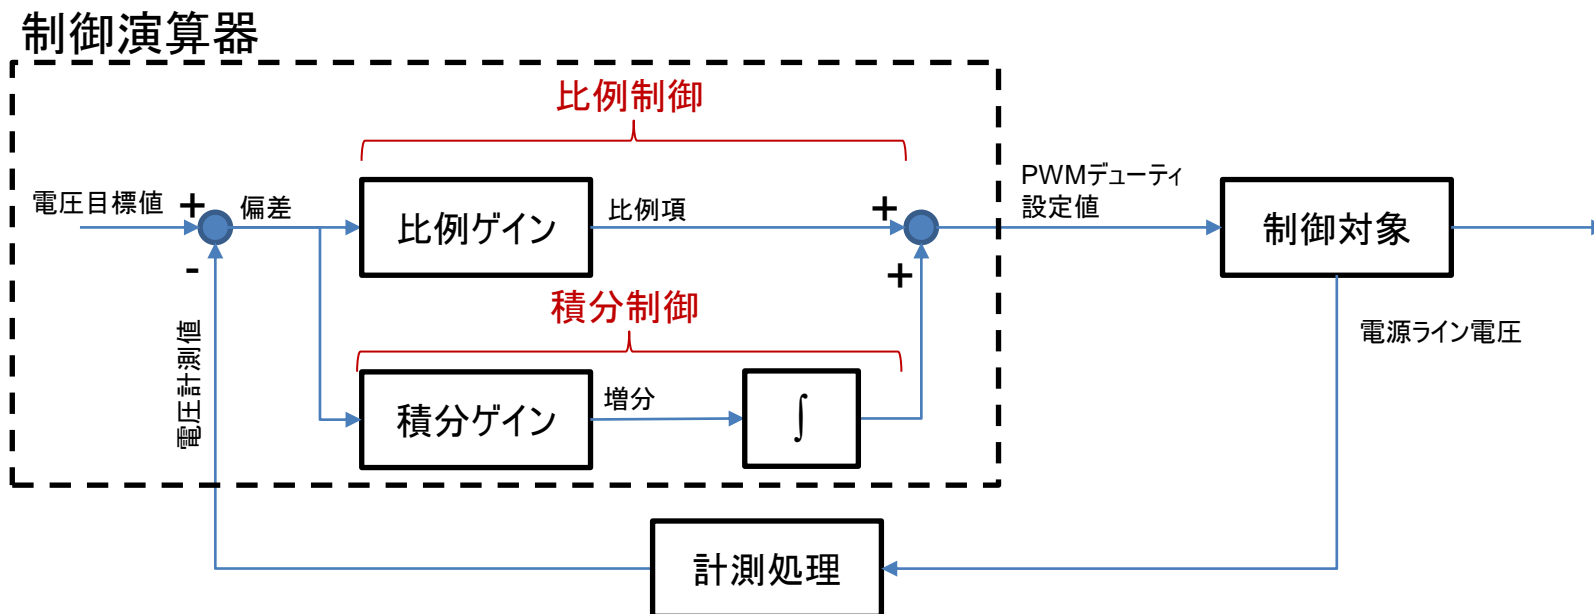 制御演算器
比例制御
電圧目標値
+
偏差
比例ゲイン
比例項
+
PWMデューティ
設定値
制御対象
-
+
積分制御
電圧計測値
電源ライン電圧
積分ゲイン
増分
∫
計測処理